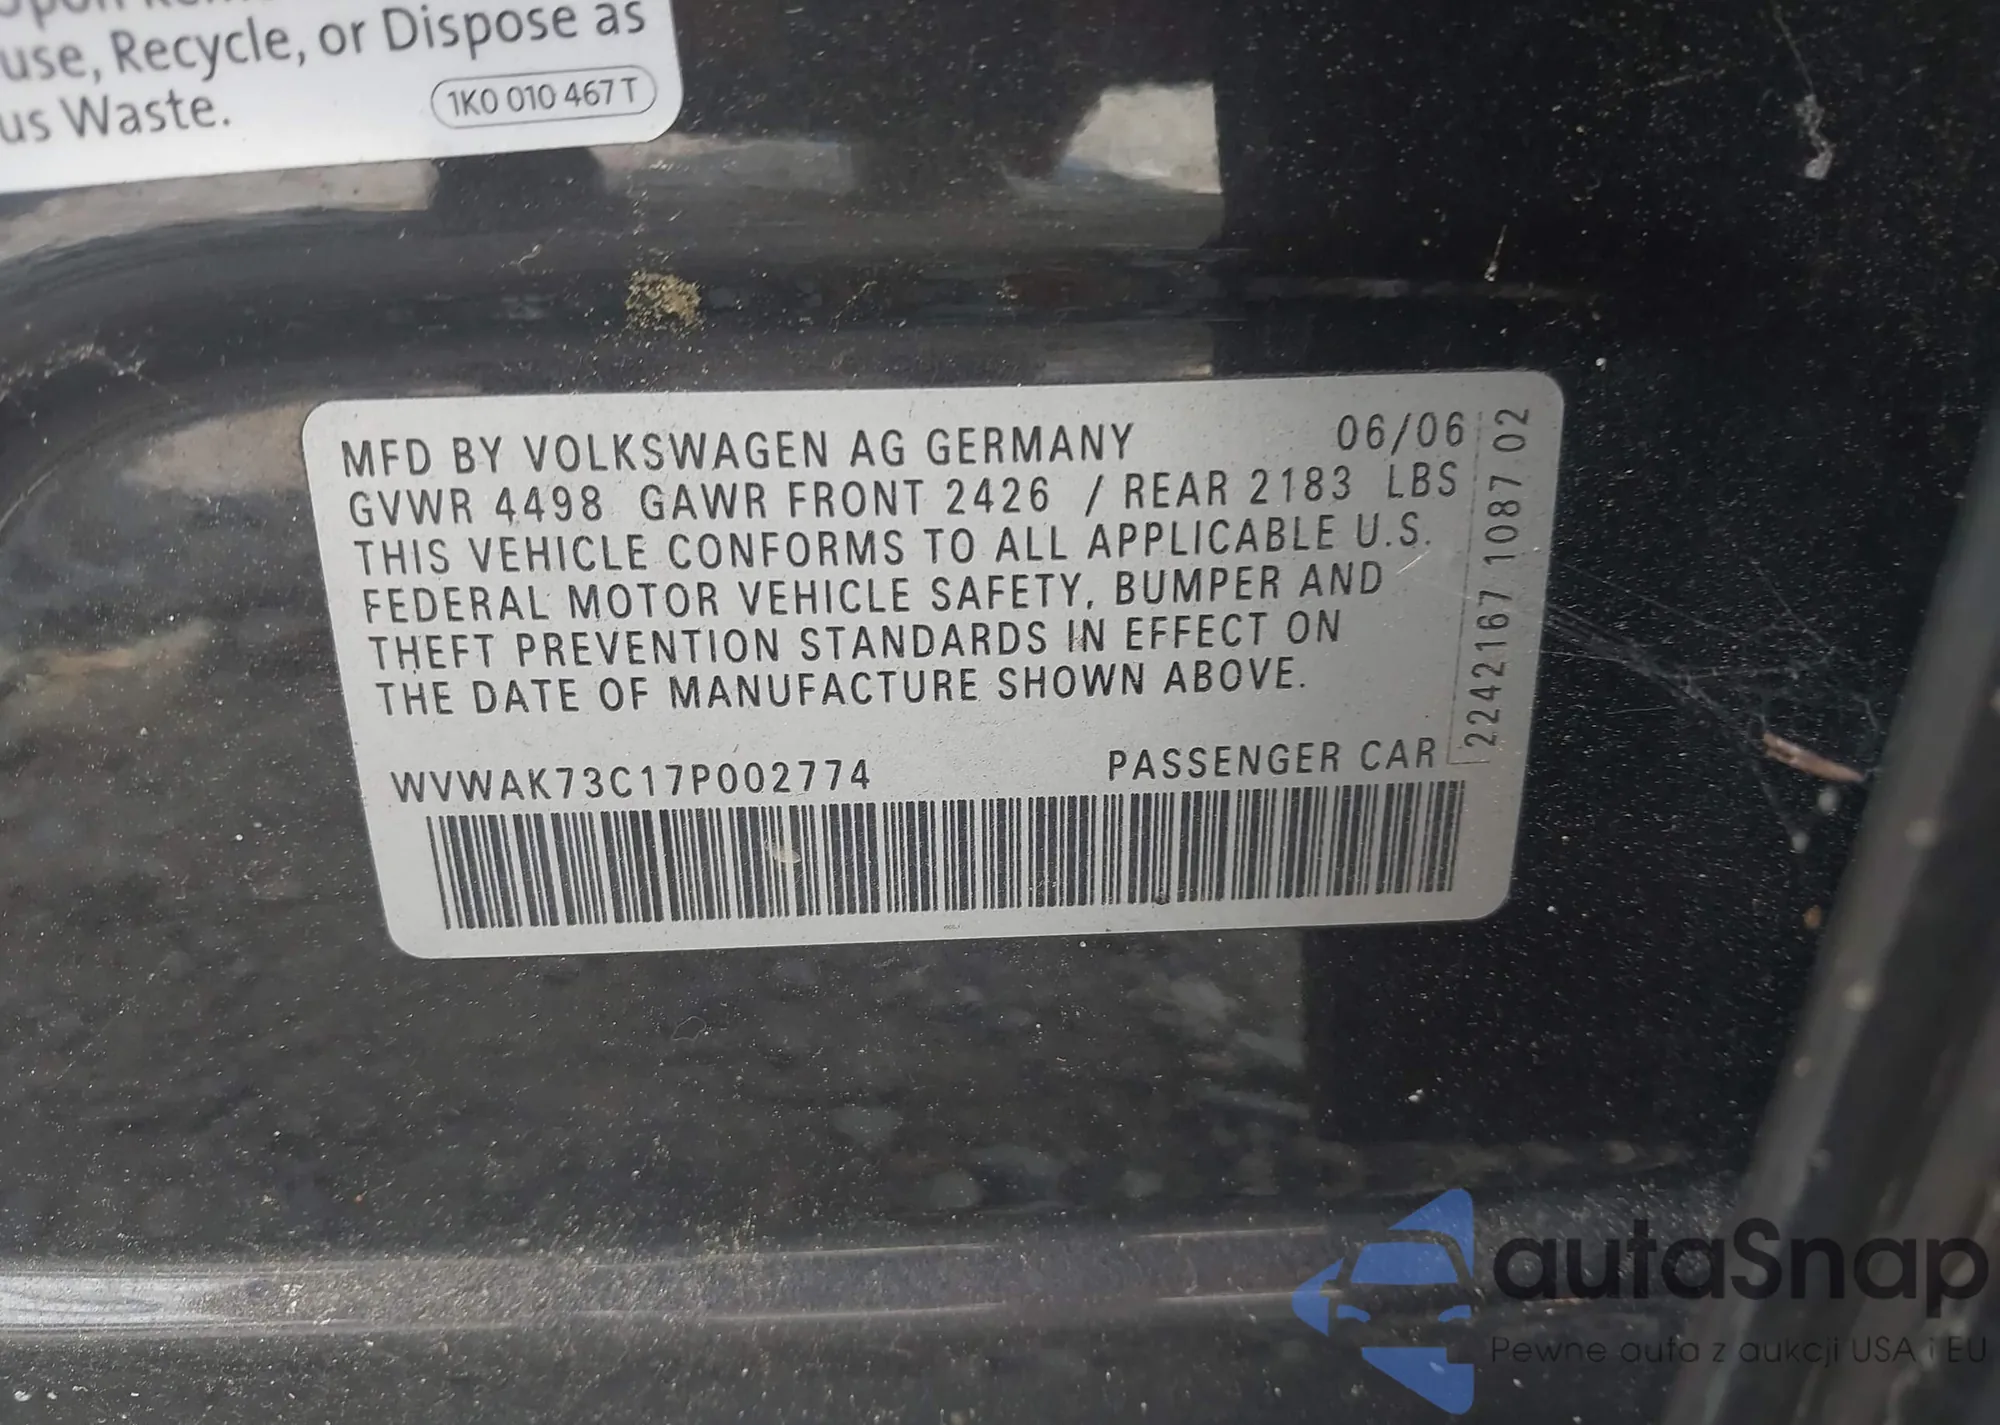 use, Recycle, or Dispose as
us Waste.
1K0 010 467 T
MFD BY VOLKSWAGEN AG GERMANY 06/06
GVWR 4498 GAWR FRONT 2426 / REAR 2183 LBS
THIS VEHICLE CONFORMS TO ALL APPLICABLE U.S.
FEDERAL MOTOR VEHICLE SAFETY, BUMPER AND
THEFT PREVENTION STANDARDS IN EFFECT ON
THE DATE OF MANUFACTURE SHOWN ABOVE.
WVWAK73C17P002774 PASSENGER CAR
2242167 1087 02
autaSnap
Pewne auta z aukcji USA i EU